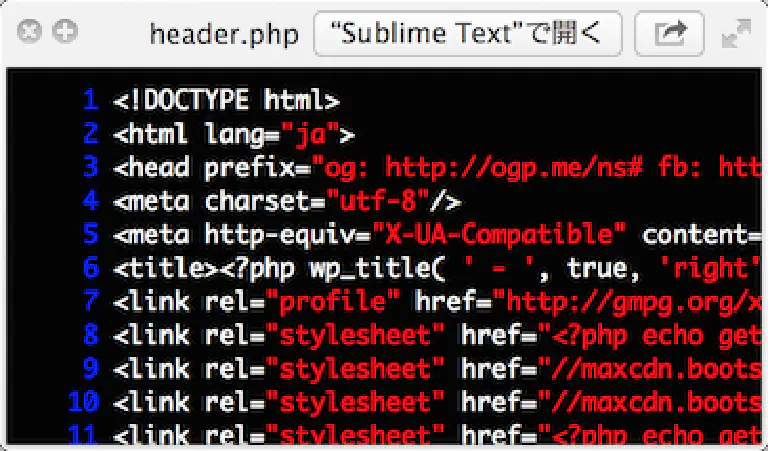 header.php "Sublime Text"で開く
1 <!DOCTYPE html>
2 <html lang="ja">
3 <head prefix="og: http://ogp.me/ns# fb: htt
4 <meta charset="utf-8"/>
5 <meta http-equiv="X-UA-Compatible" content=
6 <title><?php wp_title( ' - ', true, 'right'
7 <link rel="profile" href="http://gmpg.org/x
8 <link rel="stylesheet" href="<?php echo get
9 <link rel="stylesheet" href="//maxcdn.boots
10 <link rel="stylesheet" href="//maxcdn.boots
11 <link rel="stylesheet" href="<?php echo get